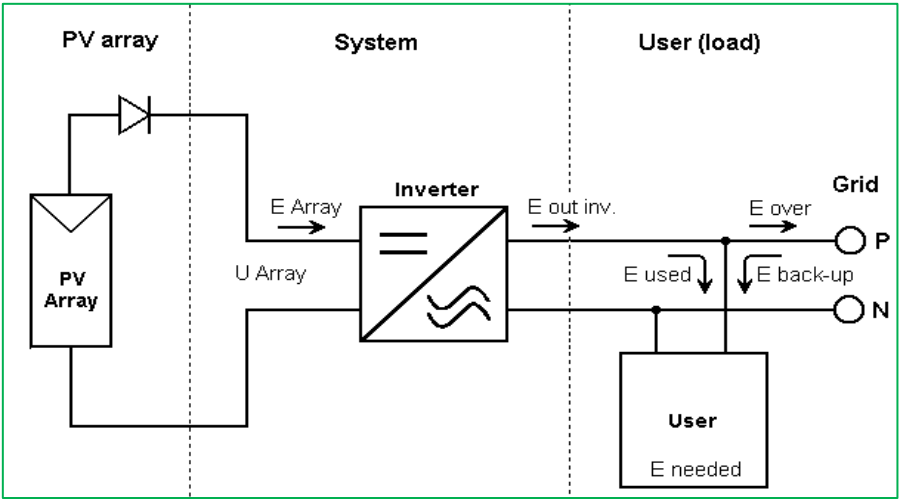 PV array
System
User (load)
Inverter
Grid
E Array
E out inv.
E over
P
U Array
E used
E back-up
PV
Array
N
User
E needed